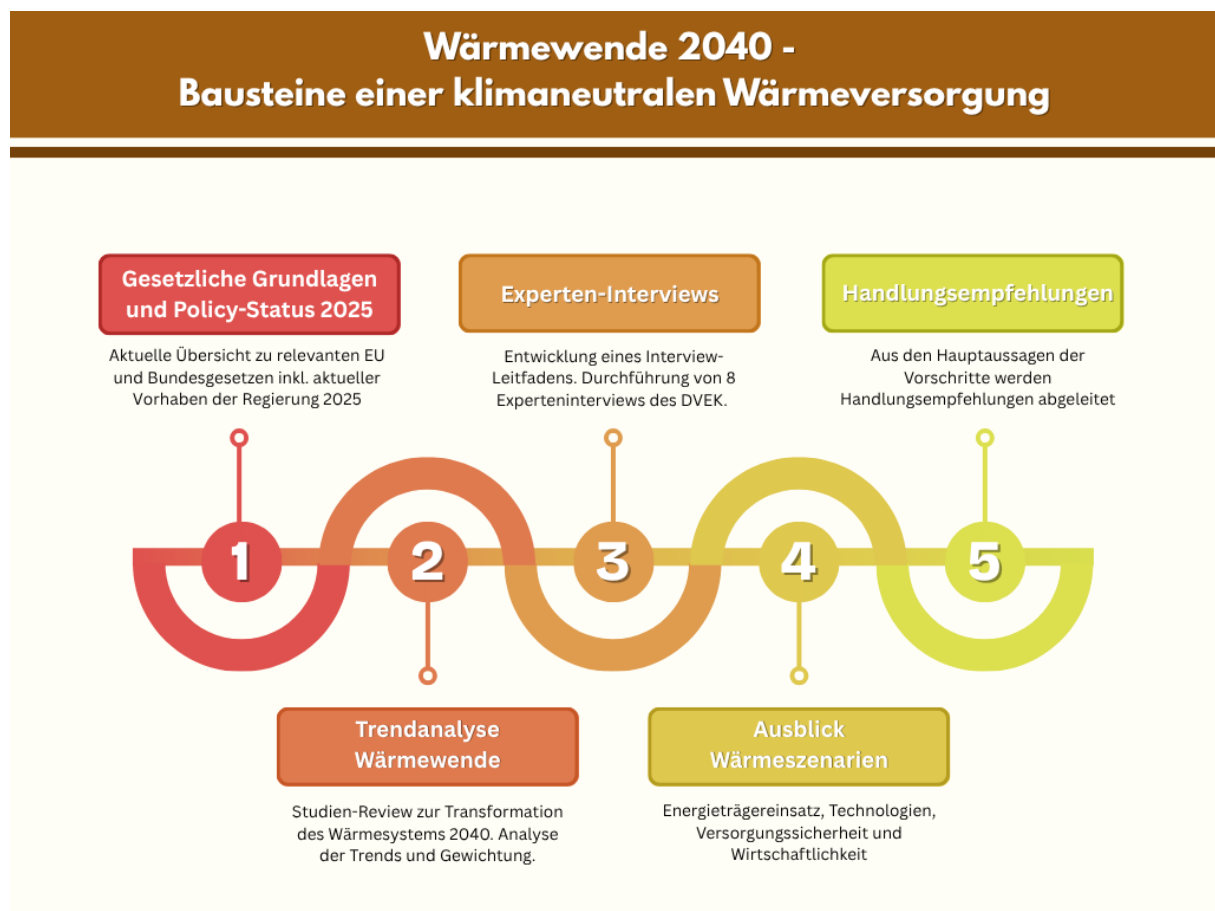 Wärmewende 2040 -
Bausteine einer klimaneutralen Wärmeversorgung
Gesetzliche Grundlagen
und Policy-Status 2025
Aktuelle Übersicht zu relevanten EU
und Bundesgesetzen inkl. aktueller
Vorhaben der Regierung 2025
Experten-Interviews
Entwicklung eines Interview-
Leitfadens. Durchführung von 8
Experteninterviews des DVEK.
Handlungsempfehlungen
Aus den Hauptaussagen der
Vorschritte werden
Handlungsempfehlungen abgeleitet
1
2
3
4
5
Trendanalyse
Wärmewende
Studien-Review zur Transformation
des Wärmesystems 2040. Analyse
der Trends und Gewichtung.
Ausblick
Wärmeszenarien
Energieträgereinsatz, Technologien,
Versorgungssicherheit und
Wirtschaftlichkeit